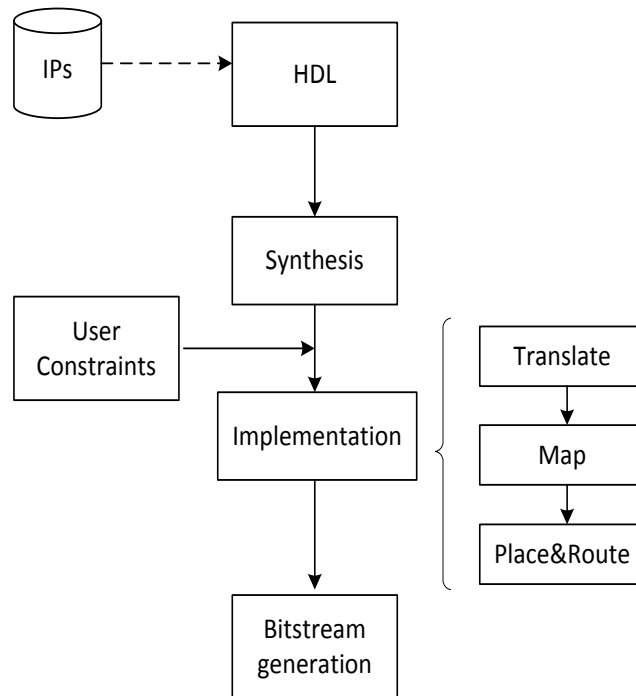 IPs
HDL
Synthesis
User
Constraints
Implementation
Translate
Map
Place&Route
Bitstream
generation